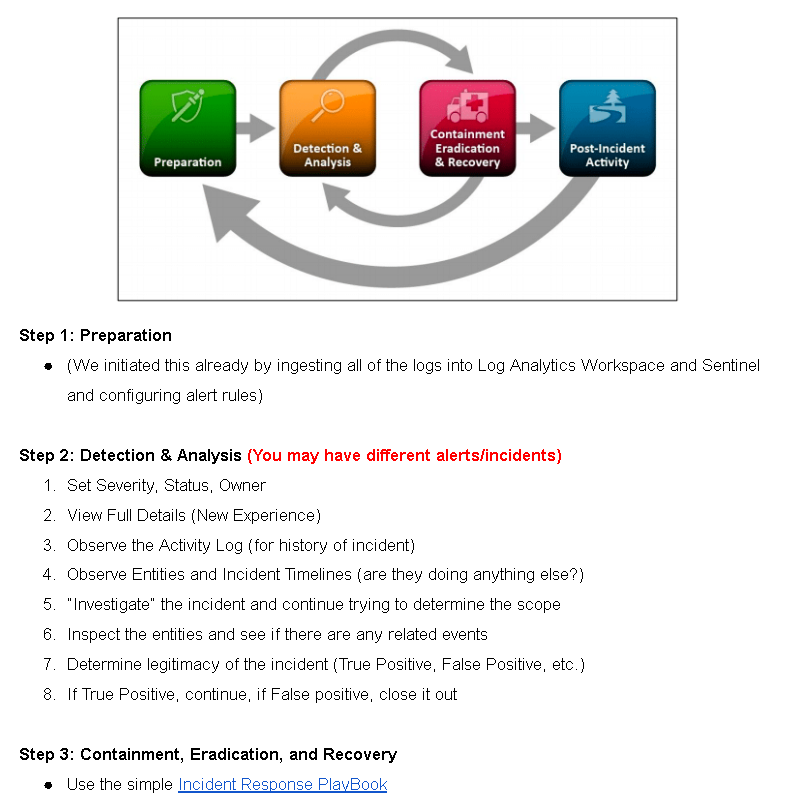 Preparation
Detection &
Analysis
Containment
Eradication
& Recovery
Post-Incident
Activity
Step 1: Preparation
● (We initiated this already by ingesting all of the logs into Log Analytics Workspace and Sentinel
and configuring alert rules)
Step 2: Detection & Analysis (You may have different alerts/incidents)
1. Set Severity, Status, Owner
2. View Full Details (New Experience)
3. Observe the Activity Log (for history of incident)
4. Observe Entities and Incident Timelines (are they doing anything else?)
5. “Investigate” the incident and continue trying to determine the scope
6. Inspect the entities and see if there are any related events
7. Determine legitimacy of the incident (True Positive, False Positive, etc.)
8. If True Positive, continue, if False positive, close it out
Step 3: Containment, Eradication, and Recovery
● Use the simple Incident Response PlayBook